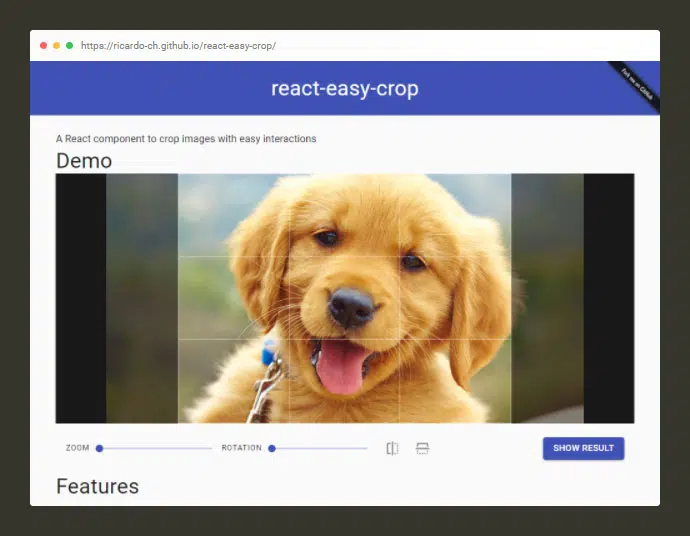 https://ricardo-ch.github.io/react-easy-crop/
react-easy-crop
Fork me on GitHub
A React component to crop images with easy interactions
Demo
ZOOM
ROTATION
SHOW RESULT
Features